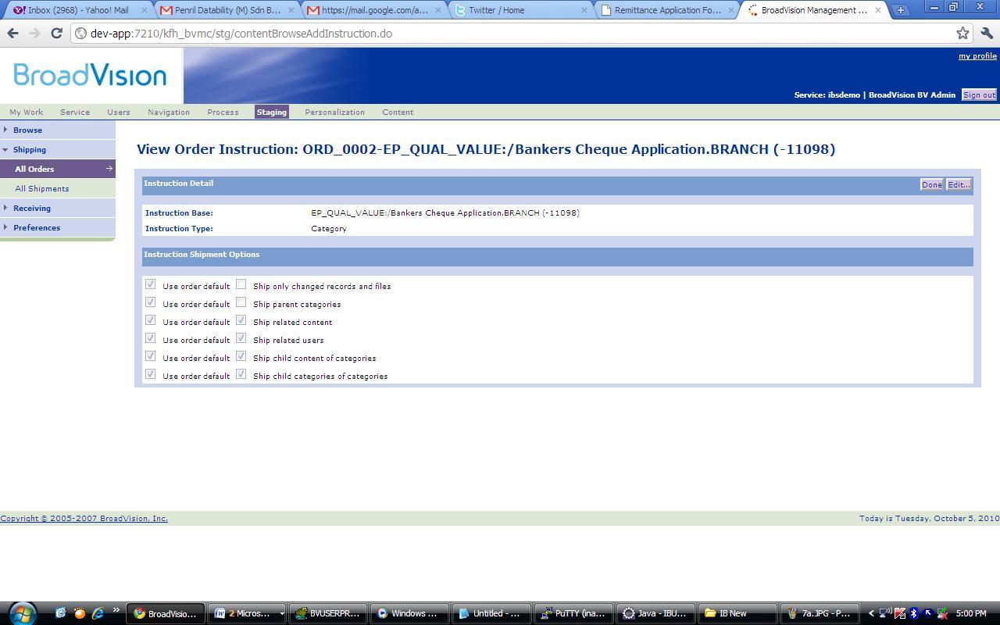 Inbox (2968) - Yahoo! Mail
Penril Datability (M) Sdn B...
https://mail.google.com/a...
Twitter / Home
Remittance Application Fo...
BroadVision Management ...
dev-app:7210/kfh_bvmc/stg/contentBrowseAddInstruction.do
BroadVision
my profile
Service: ibsdemo | BroadVision BV Admin Sign out
My Work Service Users Navigation Process Staging Personalization Content
Browse
Shipping
All Orders
All Shipments
Receiving
Preferences
View Order Instruction: ORD_0002-EP_QUAL_VALUE:/Bankers Cheque Application.BRANCH (-11098)
Instruction Detail Done Edit...
Instruction Base: EP_QUAL_VALUE:/Bankers Cheque Application.BRANCH (-11098)
Instruction Type: Category
Instruction Shipment Options
Use order default Ship only changed records and files
Use order default Ship parent categories
Use order default Ship related content
Use order default Ship related users
Use order default Ship child content of categories
Use order default Ship child categories of categories
Copyright © 2005-2007 BroadVision, Inc. Today is Tuesday, October 5, 2010
BroadVisio... 2 Micros... BVUSERPR... Windows ... Untitled - ... PuTTY (ina... Java - IBU... IB New 7a.JPG - P... 5:00 PM